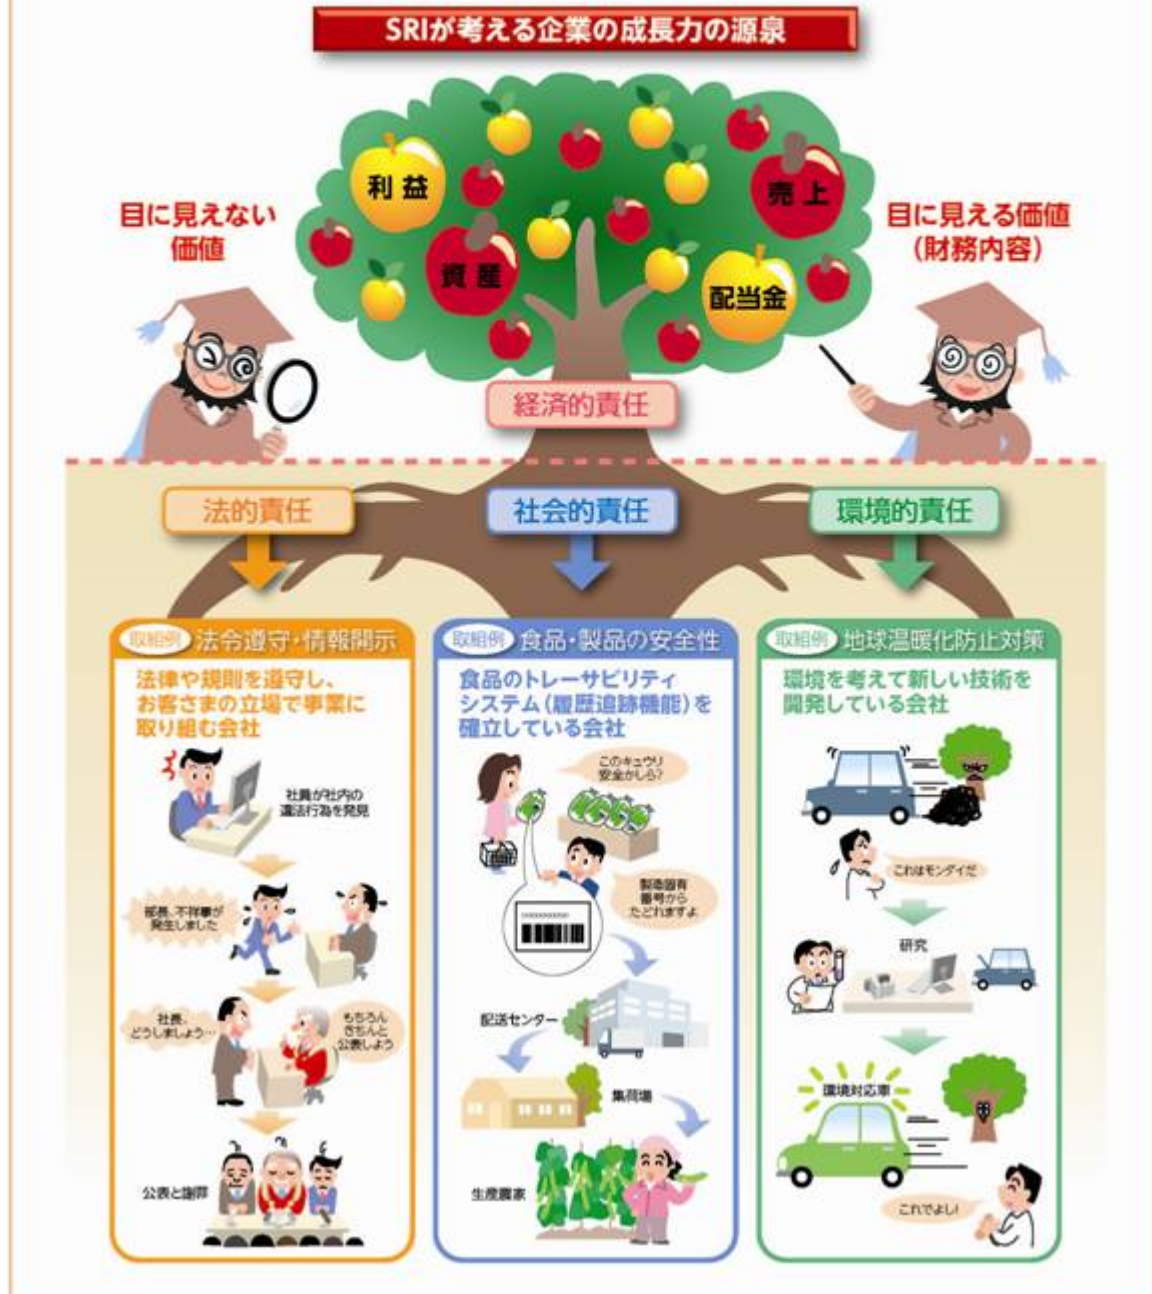 SRIが考える企業の成長力の源泉
利益
売上
資産
配当金
目に見えない
価値
目に見える価値
(財務内容)
経済的責任
法的責任
社会的責任
環境的責任
取組例 法令遵守・情報開示
法律や規則を遵守し、
お客さまの立場で事業に
取り組む会社
社員が社内の
違法行為を発見
部長、不祥事が
発生しました
社長、
どうしましょう…
もちろん
きちんと
公表しよう
公表と謝罪
取組例 食品・製品の安全性
食品のトレーサビリティ
システム(履歴追跡機能)を
確立している会社
このキュウリ
安全かしら?
製造固有
番号から
たどれますよ
配送センター
集荷場
生産農家
取組例 地球温暖化防止対策
環境を考えて新しい技術を
開発している会社
これはモンダイだ
研究
環境対応車
これでよし!